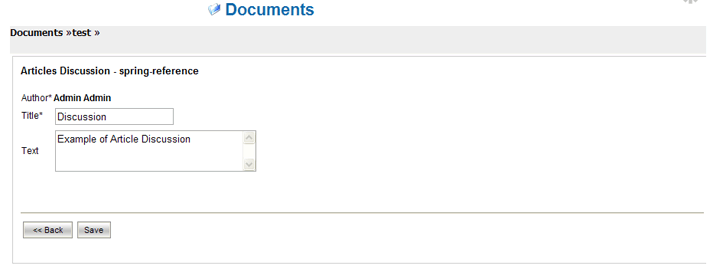 Documents
Documents »test »
Articles Discussion - spring-reference
Author* Admin Admin
Title* Discussion
Text Example of Article Discussion
<< Back Save